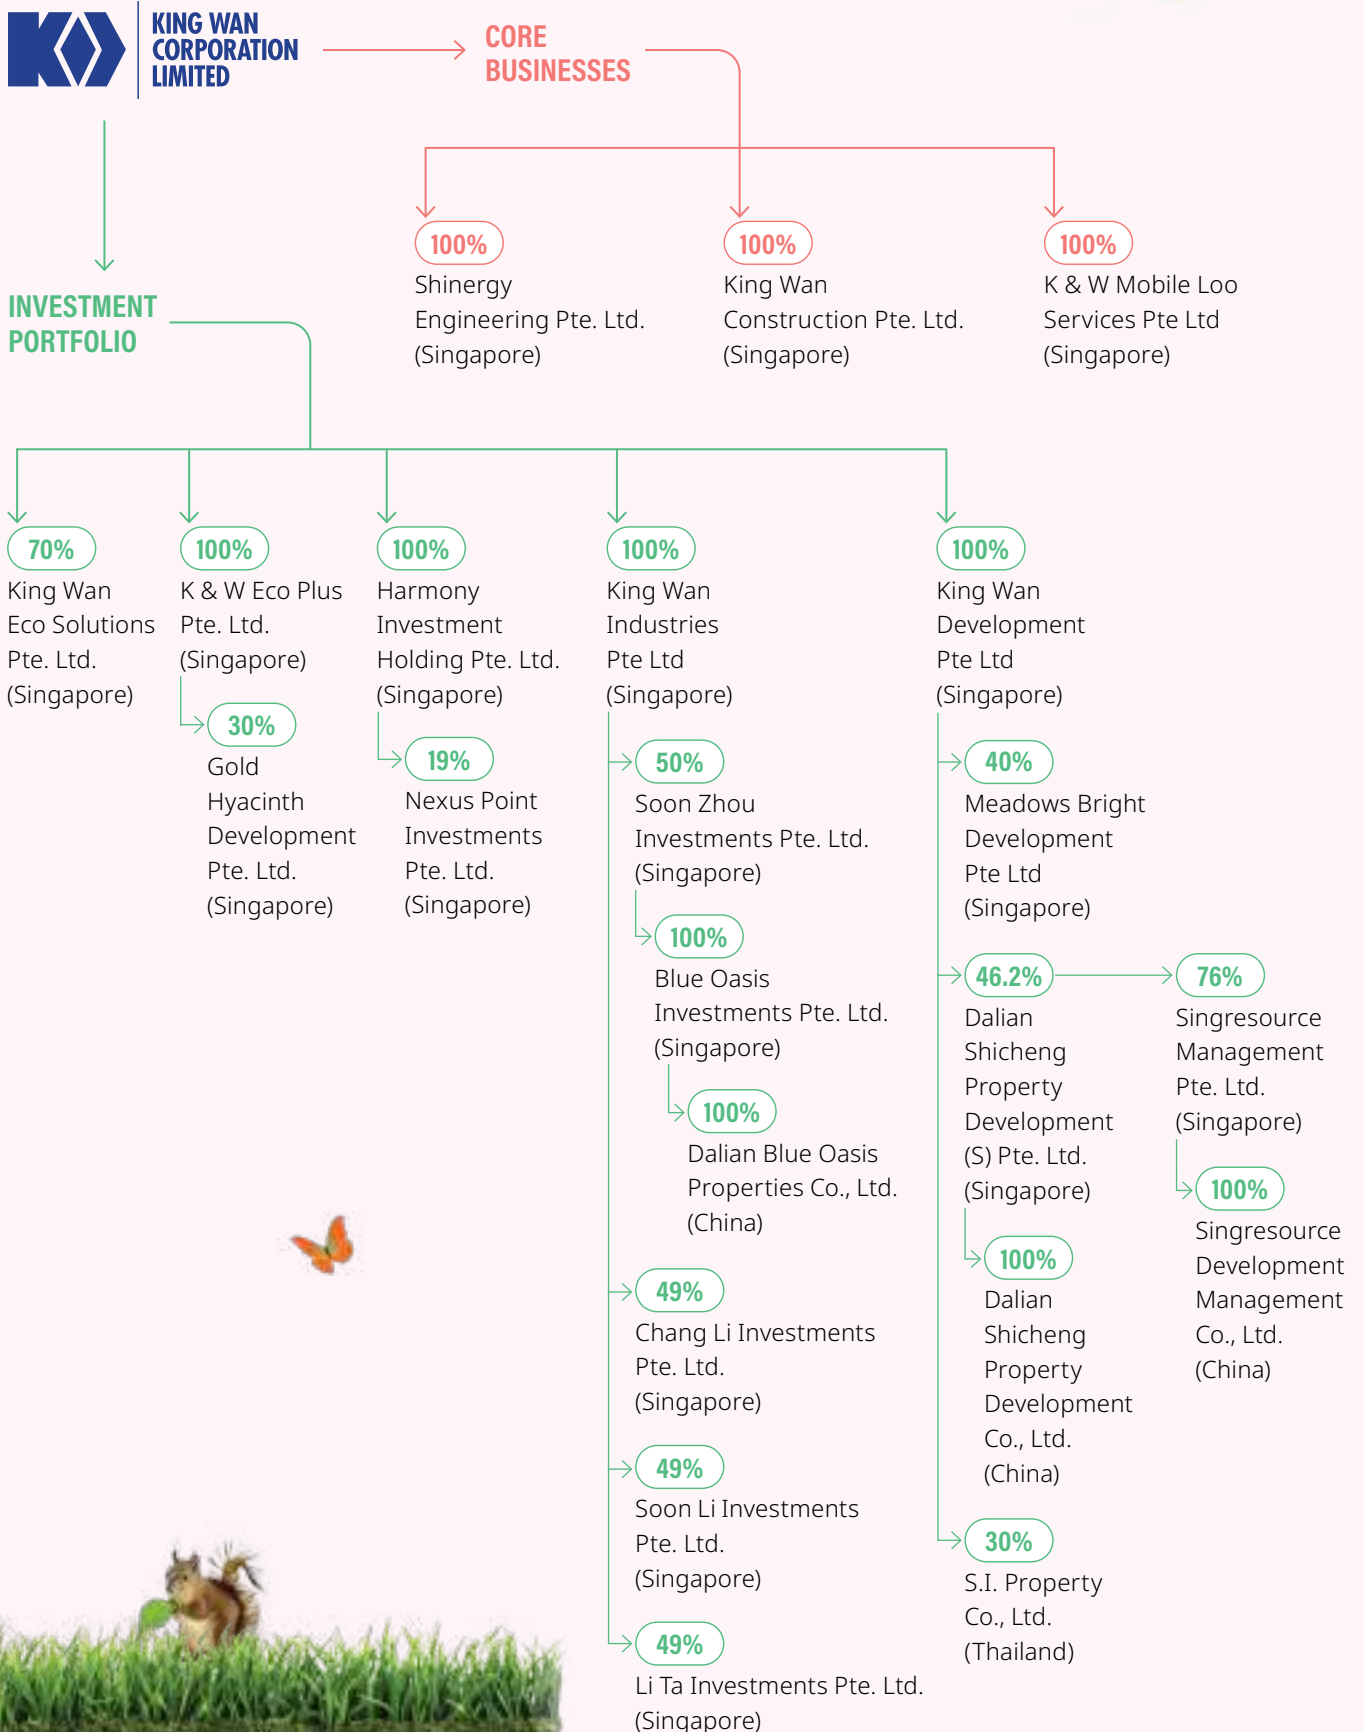 KING WAN
CORPORATION
LIMITED
CORE
BUSINESSES
100%
Shinergy
Engineering Pte. Ltd.
(Singapore)
100%
King Wan
Construction Pte. Ltd.
(Singapore)
100%
K & W Mobile Loo
Services Pte Ltd
(Singapore)
INVESTMENT
PORTFOLIO
70%
King Wan
Eco Solutions
Pte. Ltd.
(Singapore)
100%
K & W Eco Plus
Pte. Ltd.
(Singapore)
30%
Gold
Hyacinth
Development
Pte. Ltd.
(Singapore)
100%
Harmony
Investment
Holding Pte. Ltd.
(Singapore)
19%
Nexus Point
Investments
Pte. Ltd.
(Singapore)
100%
King Wan
Industries
Pte Ltd
(Singapore)
50%
Soon Zhou
Investments Pte. Ltd.
(Singapore)
100%
Blue Oasis
Investments Pte. Ltd.
(Singapore)
100%
Dalian Blue Oasis
Properties Co., Ltd.
(China)
49%
Chang Li Investments
Pte. Ltd.
(Singapore)
49%
Soon Li Investments
Pte. Ltd.
(Singapore)
49%
Li Ta Investments Pte. Ltd.
(Singapore)
100%
King Wan
Development
Pte Ltd
(Singapore)
40%
Meadows Bright
Development
Pte Ltd
(Singapore)
46.2%
Dalian
Shicheng
Property
Development
(S) Pte. Ltd.
(Singapore)
100%
Dalian
Shicheng
Property
Development
Co., Ltd.
(China)
76%
Singresource
Management
Pte. Ltd.
(Singapore)
100%
Singresource
Development
Management
Co., Ltd.
(China)
30%
S.I. Property
Co., Ltd.
(Thailand)